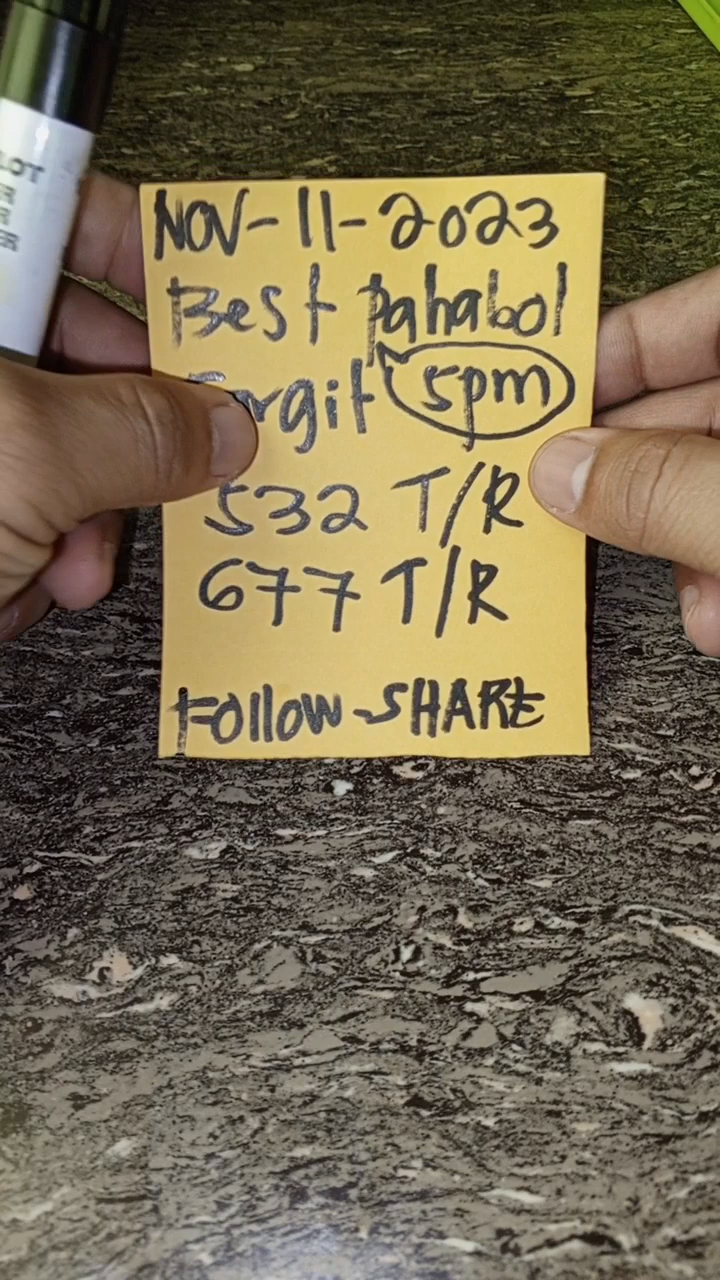 NOV-11-2023
Best pahabol
5pm
532 T/R
677 T/R
Follow-SHARE